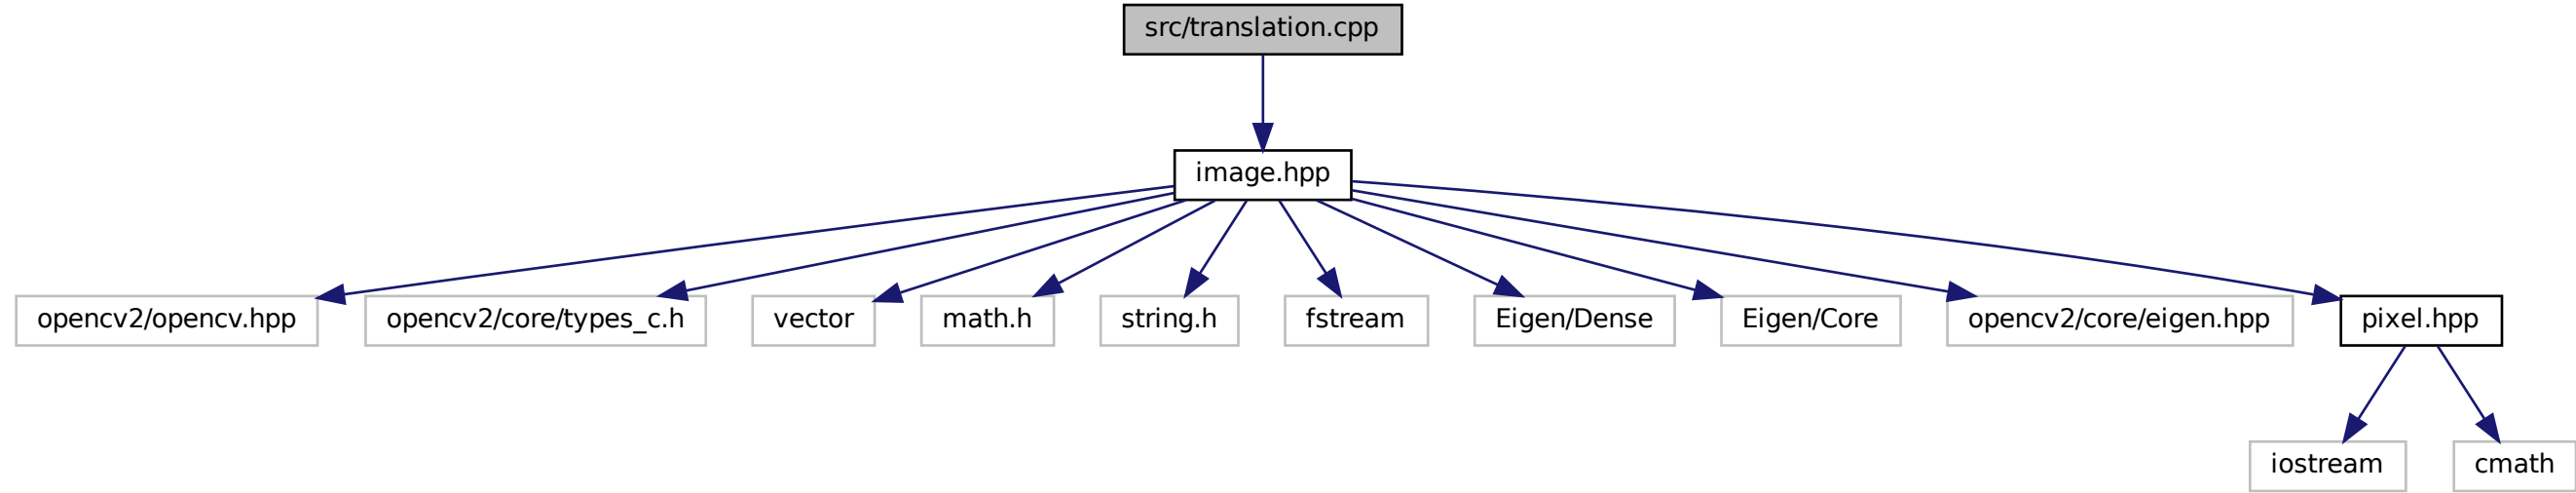 src/translation.cpp
image.hpp
opencv2/opencv.hpp
opencv2/core/types_c.h
vector
math.h
string.h
fstream
Eigen/Dense
Eigen/Core
opencv2/core/eigen.hpp
pixel.hpp
iostream
cmath